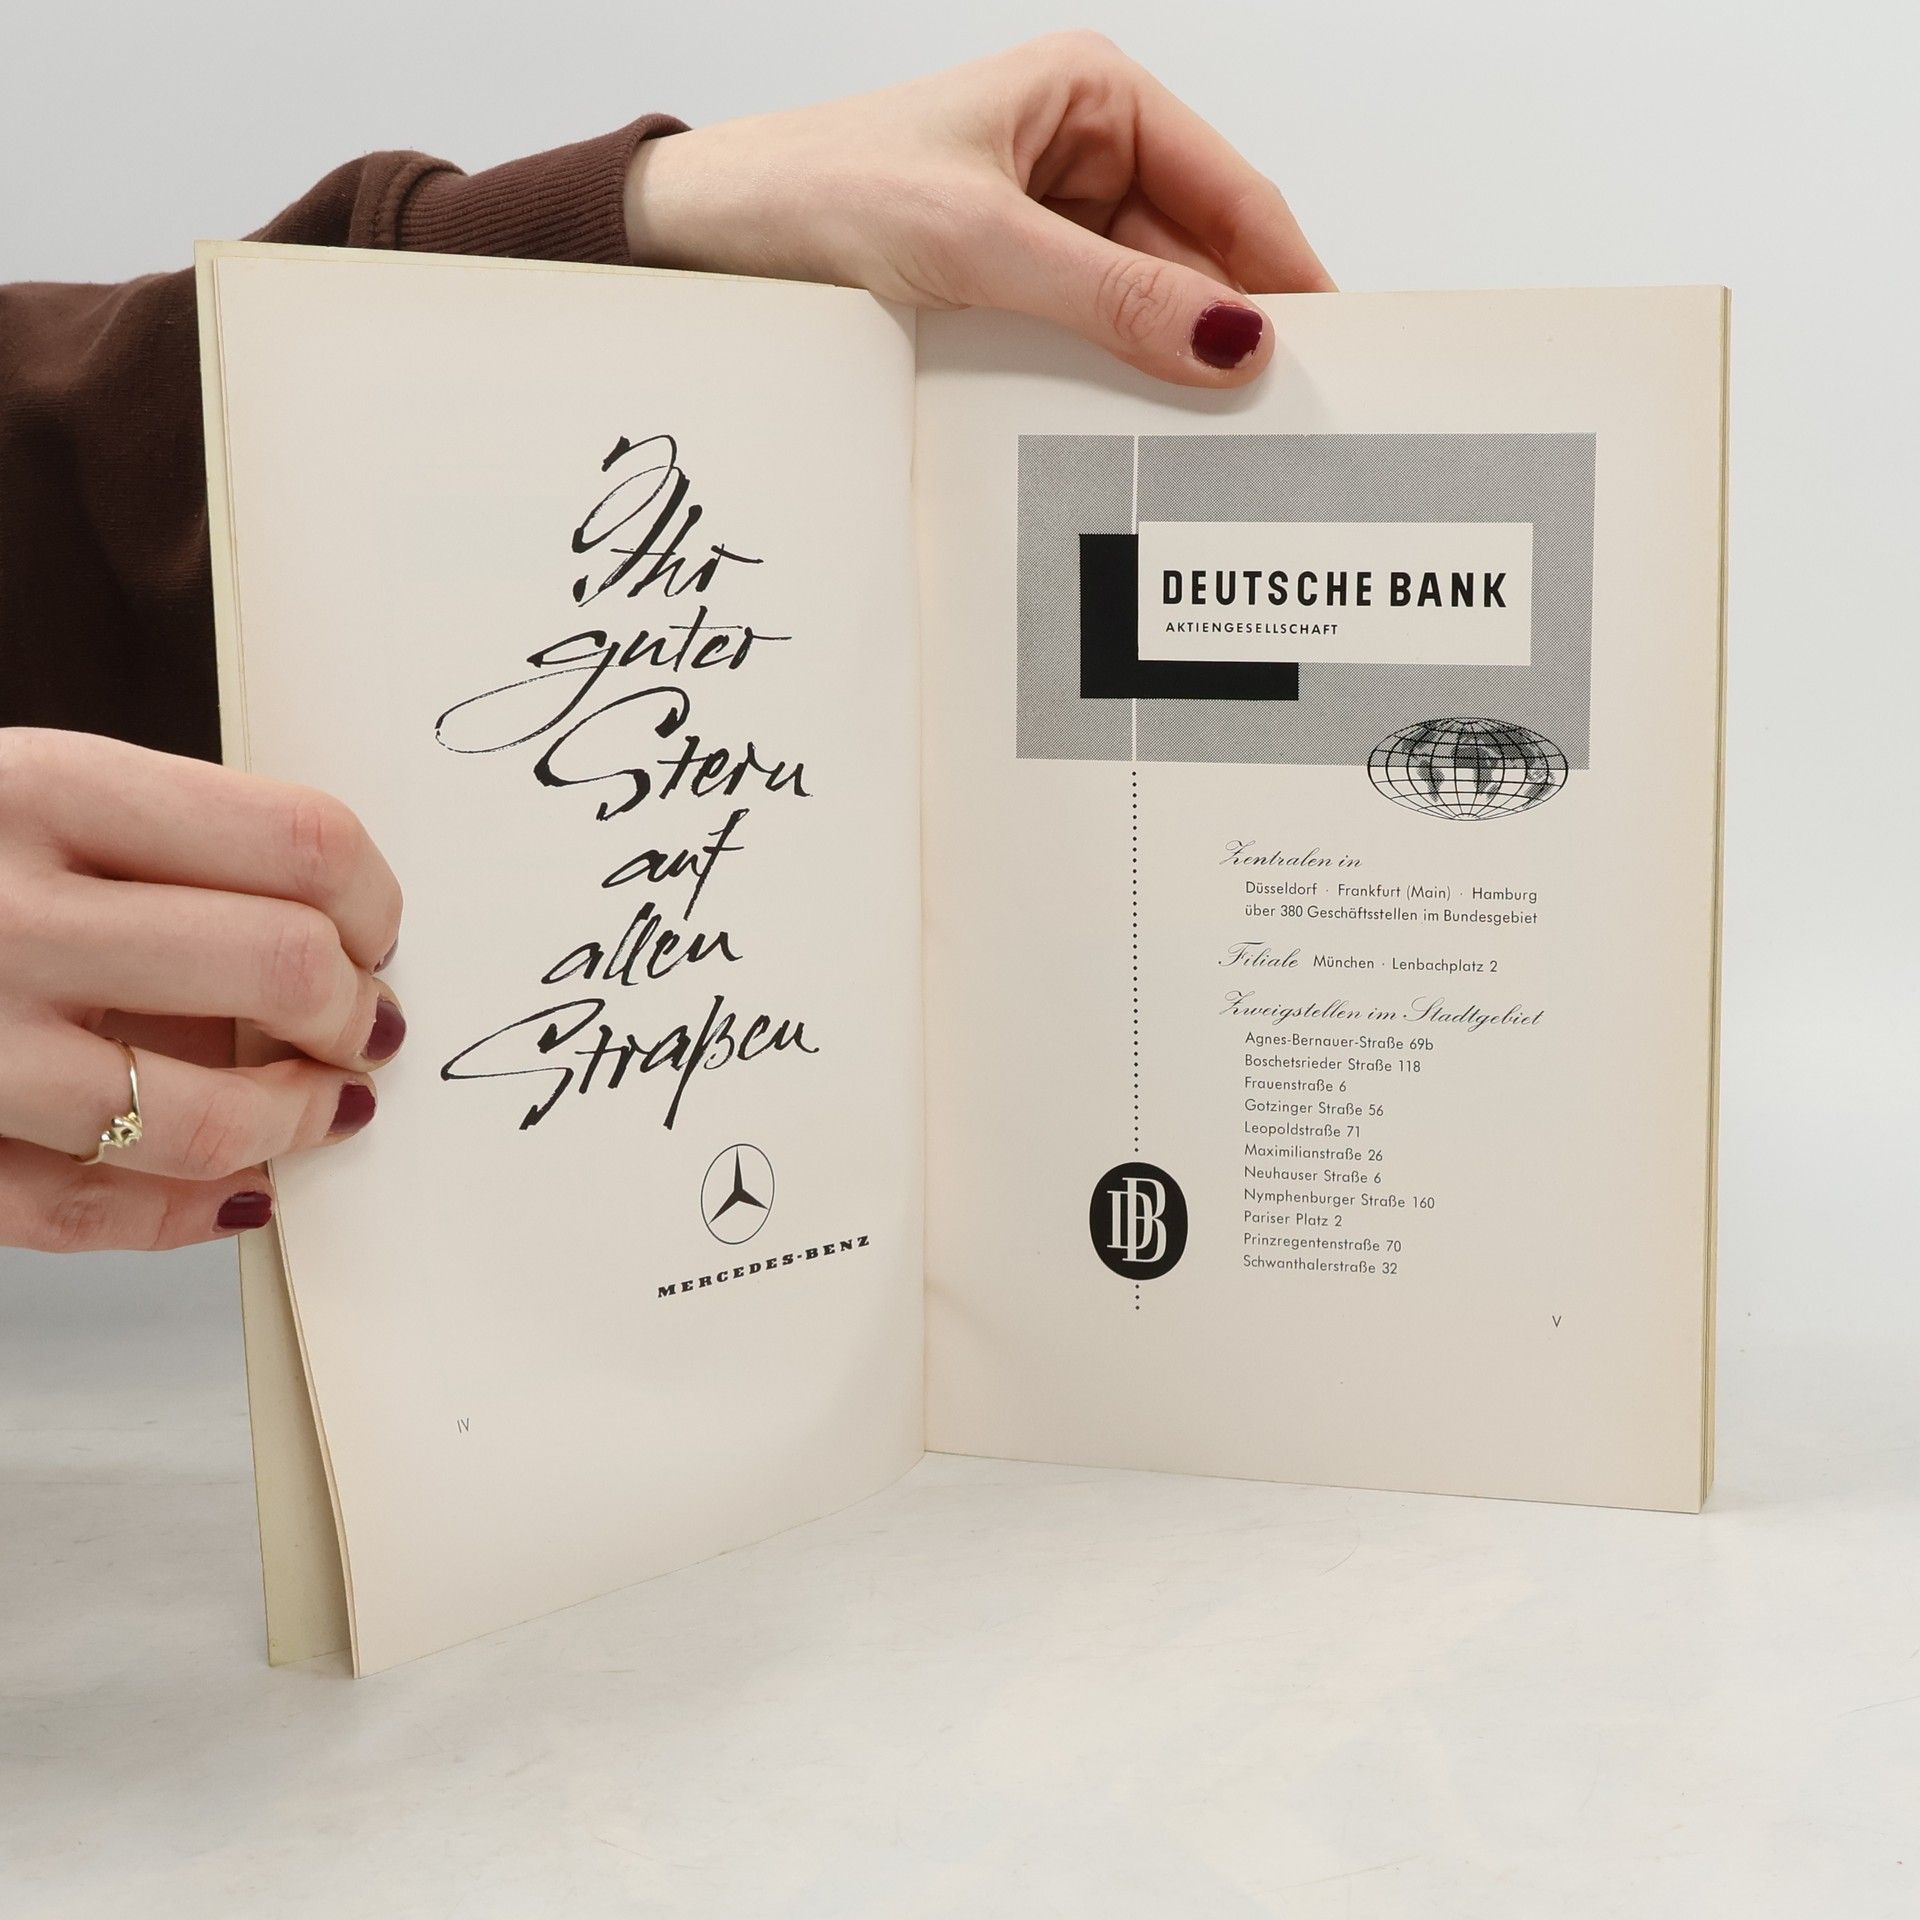 Ihr
guter
Stern
auf
allen
Straßen
MERCEDES-BENZ
IV
DEUTSCHE BANK
AKTIENGESELLSCHAFT
Zentralen in
Düsseldorf · Frankfurt (Main) · Hamburg
über 380 Geschäftsstellen im Bundesgebiet
Filiale München · Lenbachplatz 2
Zweigstellen im Stadtgebiet
Agnes-Bernauer-Straße 69b
Boschetsrieder Straße 118
Frauenstraße 6
Gotzinger Straße 56
Leopoldstraße 71
Maximilianstraße 26
Neuhauser Straße 6
Nymphenburger Straße 160
Pariser Platz 2
Prinzregentenstraße 70
Schwanthalerstraße 32
DB
V